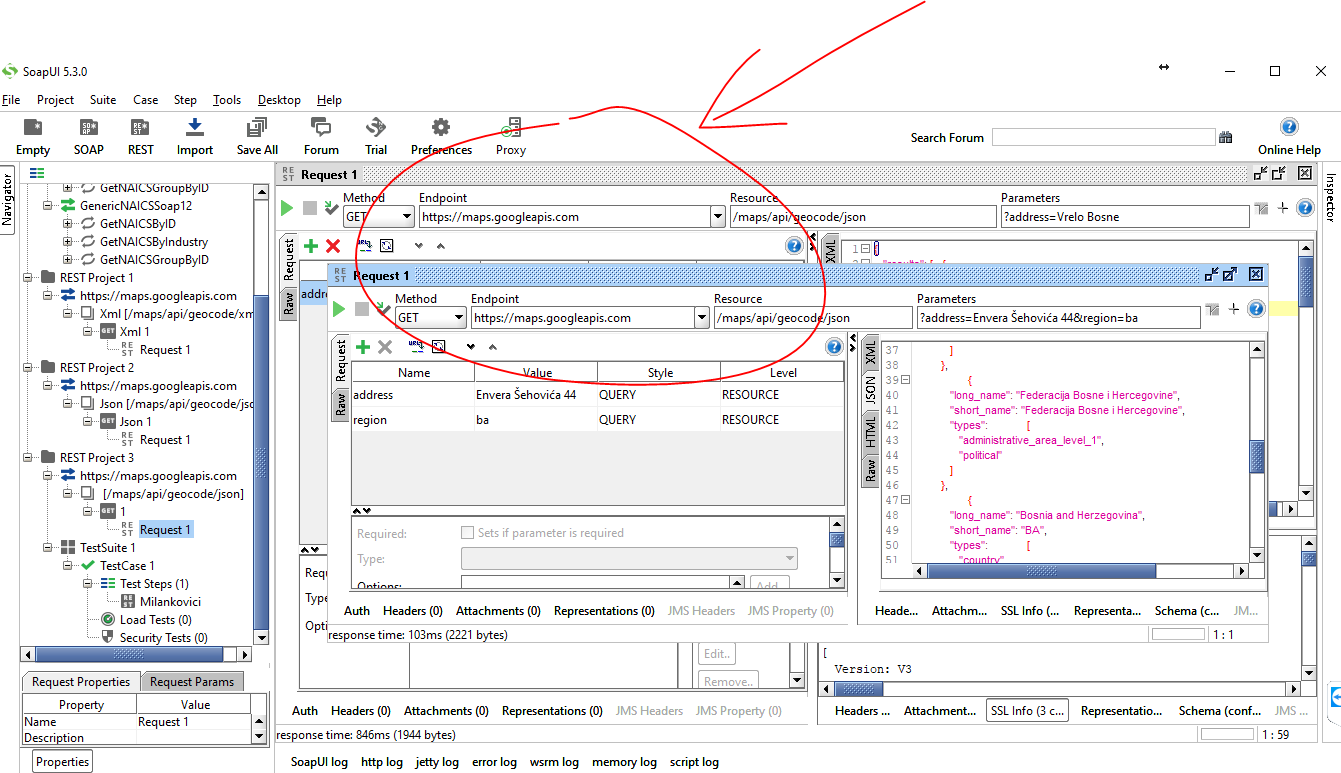 SoapUI 5.3.0
File Project Suite Case Step Tools Desktop Help
Empty SOAP REST Import Save All Forum Trial Preferences Proxy
Search Forum
Online Help
Navigator
GetNAICSGroupByID
GenericNAICSSoap12
GetNAICSByID
GetNAICSByIndustry
GetNAICSGroupByID
REST Project 1
https://maps.googleapis.com
Xml [/maps/api/geocode/xm
GET Xml 1
REST Request 1
REST Project 2
https://maps.googleapis.com
Json [/maps/api/geocode/jsc
GET Json 1
REST Request 1
REST Project 3
https://maps.googleapis.com
[/maps/api/geocode/json]
GET 1
REST Request 1
TestSuite 1
TestCase 1
Test Steps (1)
REST Milankovici
Load Tests (0)
Security Tests (0)
Request Properties Request Params
Property Value
Name Request 1
Description
Properties
REST Request 1
Method Endpoint Resource Parameters
GET https://maps.googleapis.com /maps/api/geocode/json ?address=Vrelo Bosne
Inspector
Request
Raw
XML
1
addre
REST Request 1
Method Endpoint Resource Parameters
GET https://maps.googleapis.com /maps/api/geocode/json ?address=Envera Šehovića 44&region=ba
Request
Raw
Name Value Style Level
address Envera Šehovića 44 QUERY RESOURCE
region ba QUERY RESOURCE
Required: Sets if parameter is required
Type:
Options: Add..
XML
JSON
HTML
Raw
37 ]
38 },
39 {
40 "long_name": "Federacija Bosne i Hercegovine",
41 "short_name": "Federacija Bosne i Hercegovine",
42 "types": [
43 "administrative_area_level_1",
44 "political"
45 ]
46 },
47 {
48 "long_name": "Bosnia and Herzegovina",
49 "short_name": "BA",
50 "types": [
51 "country"
Auth Headers (0) Attachments (0) Representations (0) JMS Headers JMS Property (0)
Heade... Attachm... SSL Info (... Representa... Schema (c... JM...
response time: 103ms (2221 bytes)
1 : 1
Requ
Type
Opti
Edit..
Remove..
[
Version: V3
Auth Headers (0) Attachments (0) Representations (0) JMS Headers JMS Property (0)
Headers ... Attachment... SSL Info (3 c... Representatio... Schema (conf... JMS ...
response time: 846ms (1944 bytes)
1 : 59
SoapUI log http log jetty log error log wsrm log memory log script log